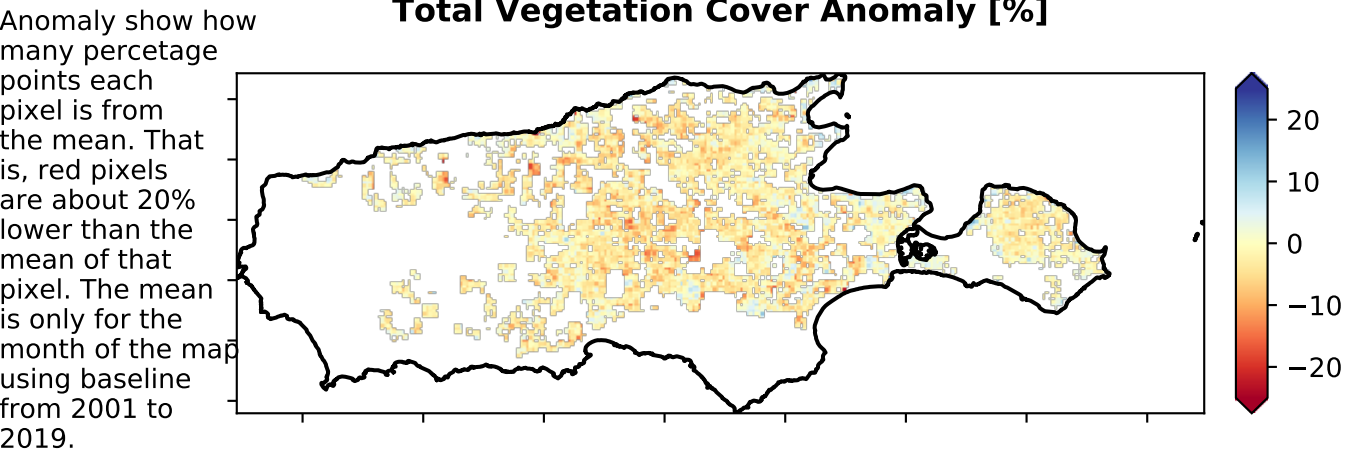 Total Vegetation Cover Anomaly [%]
Anomaly show how
many percetage
points each
pixel is from
the mean. That
is, red pixels
are about 20%
lower than the
mean of that
pixel. The mean
is only for the
month of the map
using baseline
from 2001 to
2019.
20
10
0
−10
−20